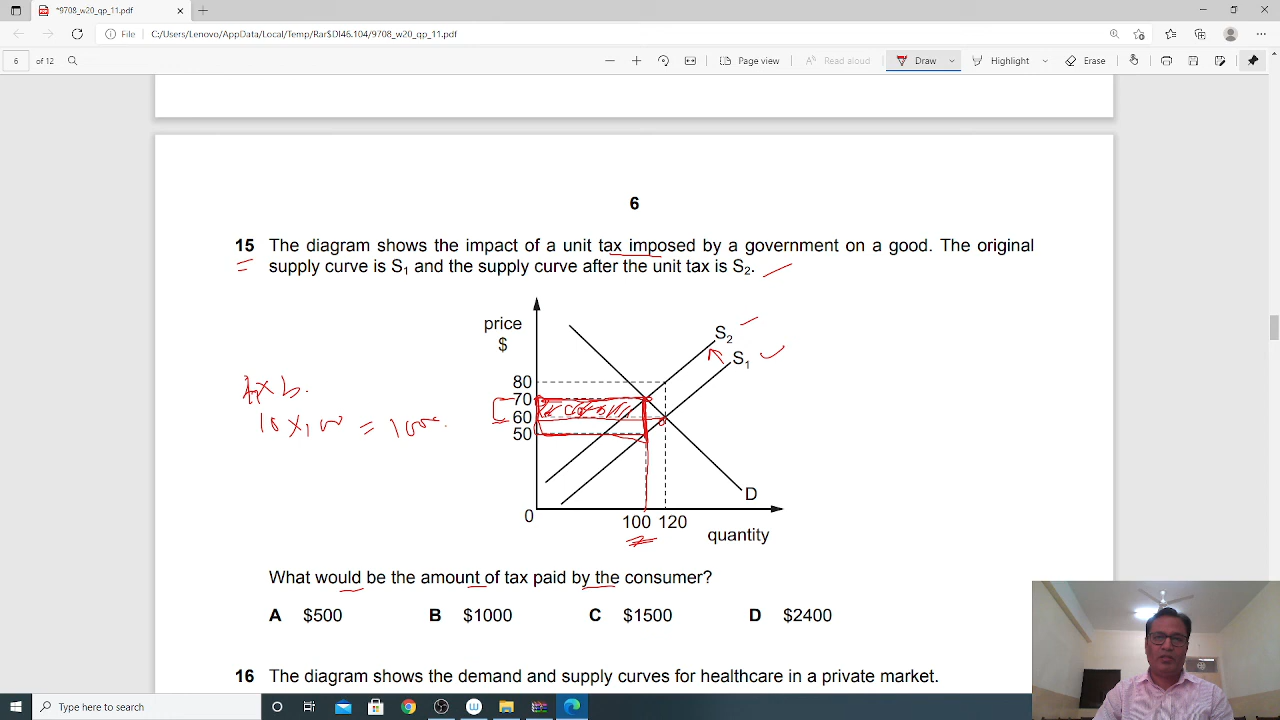 *9708_w20_qp_11.pdf
File C:/Users/Lenovo/AppData/Local/Temp/Rar$DI46.104/9708_w20_qp_11.pdf
6 of 12 Page view Read aloud Draw Highlight Erase
6
15 The diagram shows the impact of a unit tax imposed by a government on a good. The original
supply curve is S1 and the supply curve after the unit tax is S2.
price
$
S2
S1
80
70
60
50
D
0
100 120
quantity
10 x 100 = 1000
What would be the amount of tax paid by the consumer?
A $500 B $1000 C $1500 D $2400
16 The diagram shows the demand and supply curves for healthcare in a private market.
Type here to search